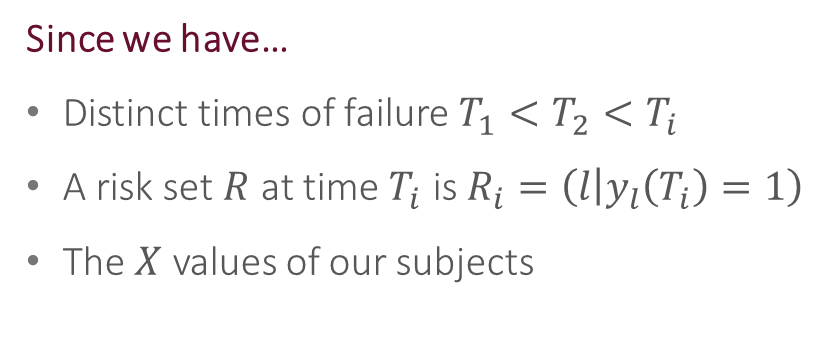 Since we have...
• Distinct times of failure T₁ < T₂ < Tᵢ
• A risk set R at time Tᵢ is Rᵢ = (l|yₗ(Tᵢ) = 1)
• The X values of our subjects